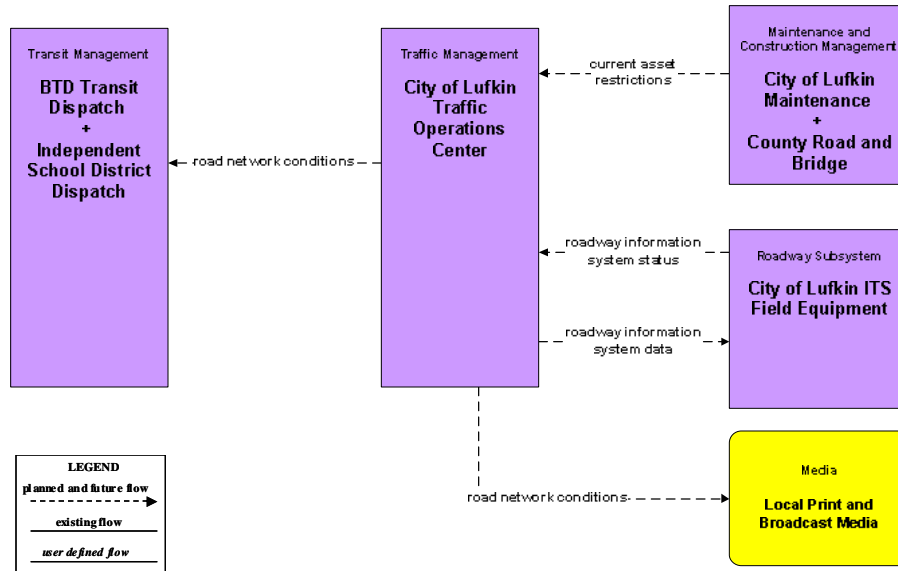 Transit Management
BTD Transit
Dispatch
+
Independent
School District
Dispatch
road network conditions
Traffic Management
City of Lufkin
Traffic
Operations
Center
current asset
restrictions
Maintenance and
Construction Management
City of Lufkin
Maintenance
+
County Road and
Bridge
roadway information
system status
roadway information
system data
Roadway Subsystem
City of Lufkin ITS
Field Equipment
road network conditions
Media
Local Print and
Broadcast Media
LEGEND
planned and future flow
existing flow
user defined flow